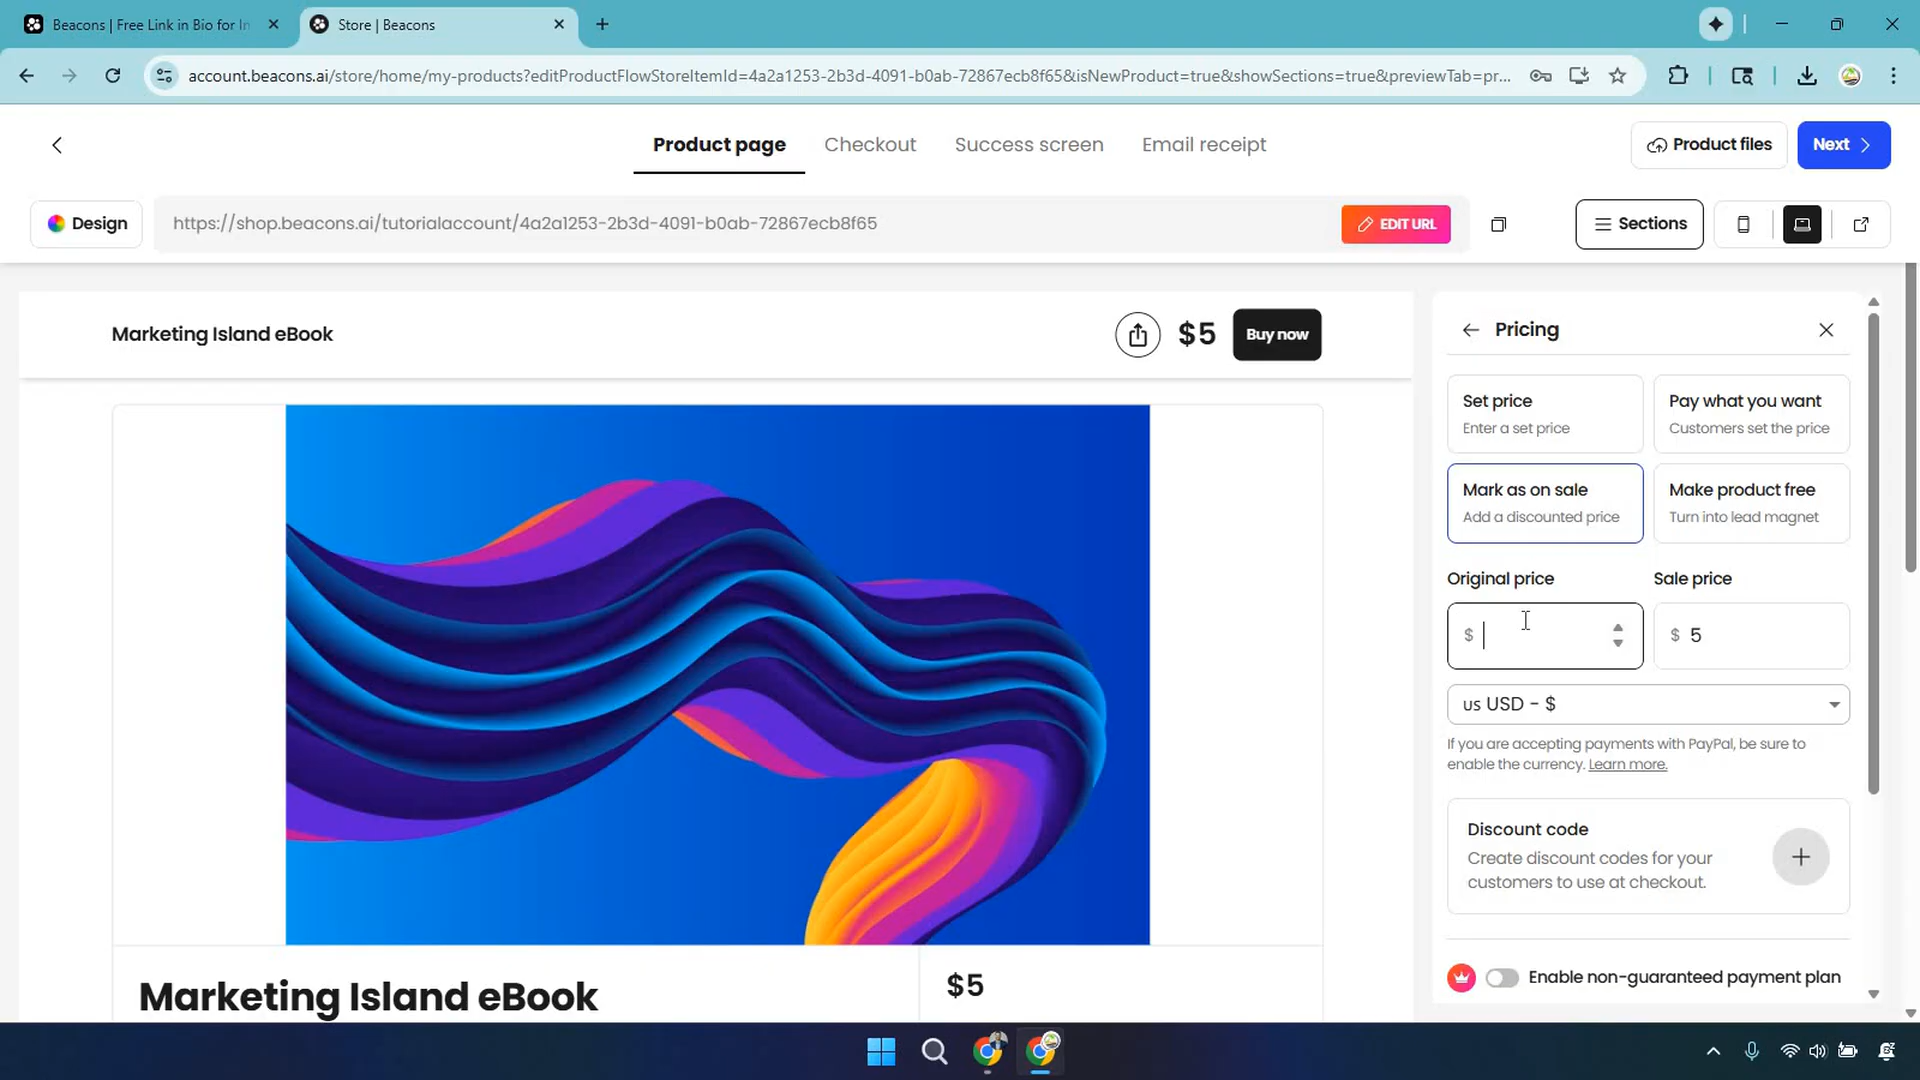 Beacons | Free Link in Bio for In
Store | Beacons
account.beacons.ai/store/home/my-products?editProductFlowStoreItemId=4a2a1253-2b3d-4091-b0ab-72867ecb8f65&isNewProduct=true&showSections=true&previewTab=pr...
Product page
Checkout
Success screen
Email receipt
Product files
Next
Design
https://shop.beacons.ai/tutorialaccount/4a2a1253-2b3d-4091-b0ab-72867ecb8f65
EDIT URL
Sections
Marketing Island eBook
$5
Buy now
Marketing Island eBook
$5
Pricing
Set price
Enter a set price
Pay what you want
Customers set the price
Mark as on sale
Add a discounted price
Make product free
Turn into lead magnet
Original price
Sale price
$
$ 5
us USD - $
If you are accepting payments with PayPal, be sure to
enable the currency. Learn more.
Discount code
Create discount codes for your
customers to use at checkout.
Enable non-guaranteed payment plan